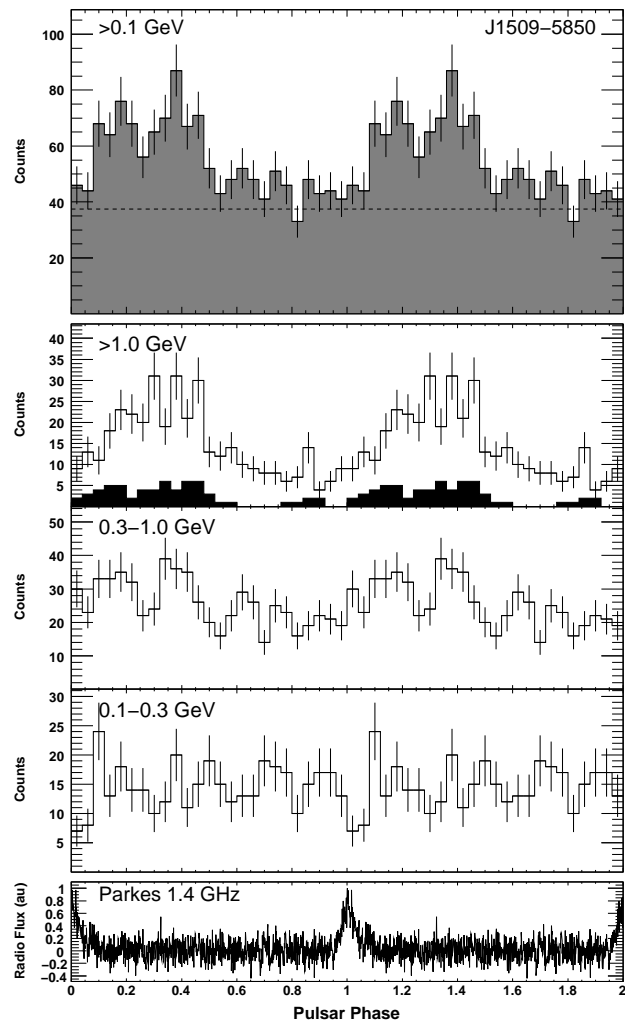 >0.1 GeV J1509−5850
100
80
60
40
20
Counts
>1.0 GeV
40
35
30
25
20
15
10
5
Counts
0.3−1.0 GeV
50
40
30
20
10
Counts
0.1−0.3 GeV
30
25
20
15
10
5
Counts
Parkes 1.4 GHz
1
0.8
0.6
0.4
0.2
0
−0.2
−0.4
Radio Flux (au)
0 0.2 0.4 0.6 0.8 1 1.2 1.4 1.6 1.8 2
Pulsar Phase